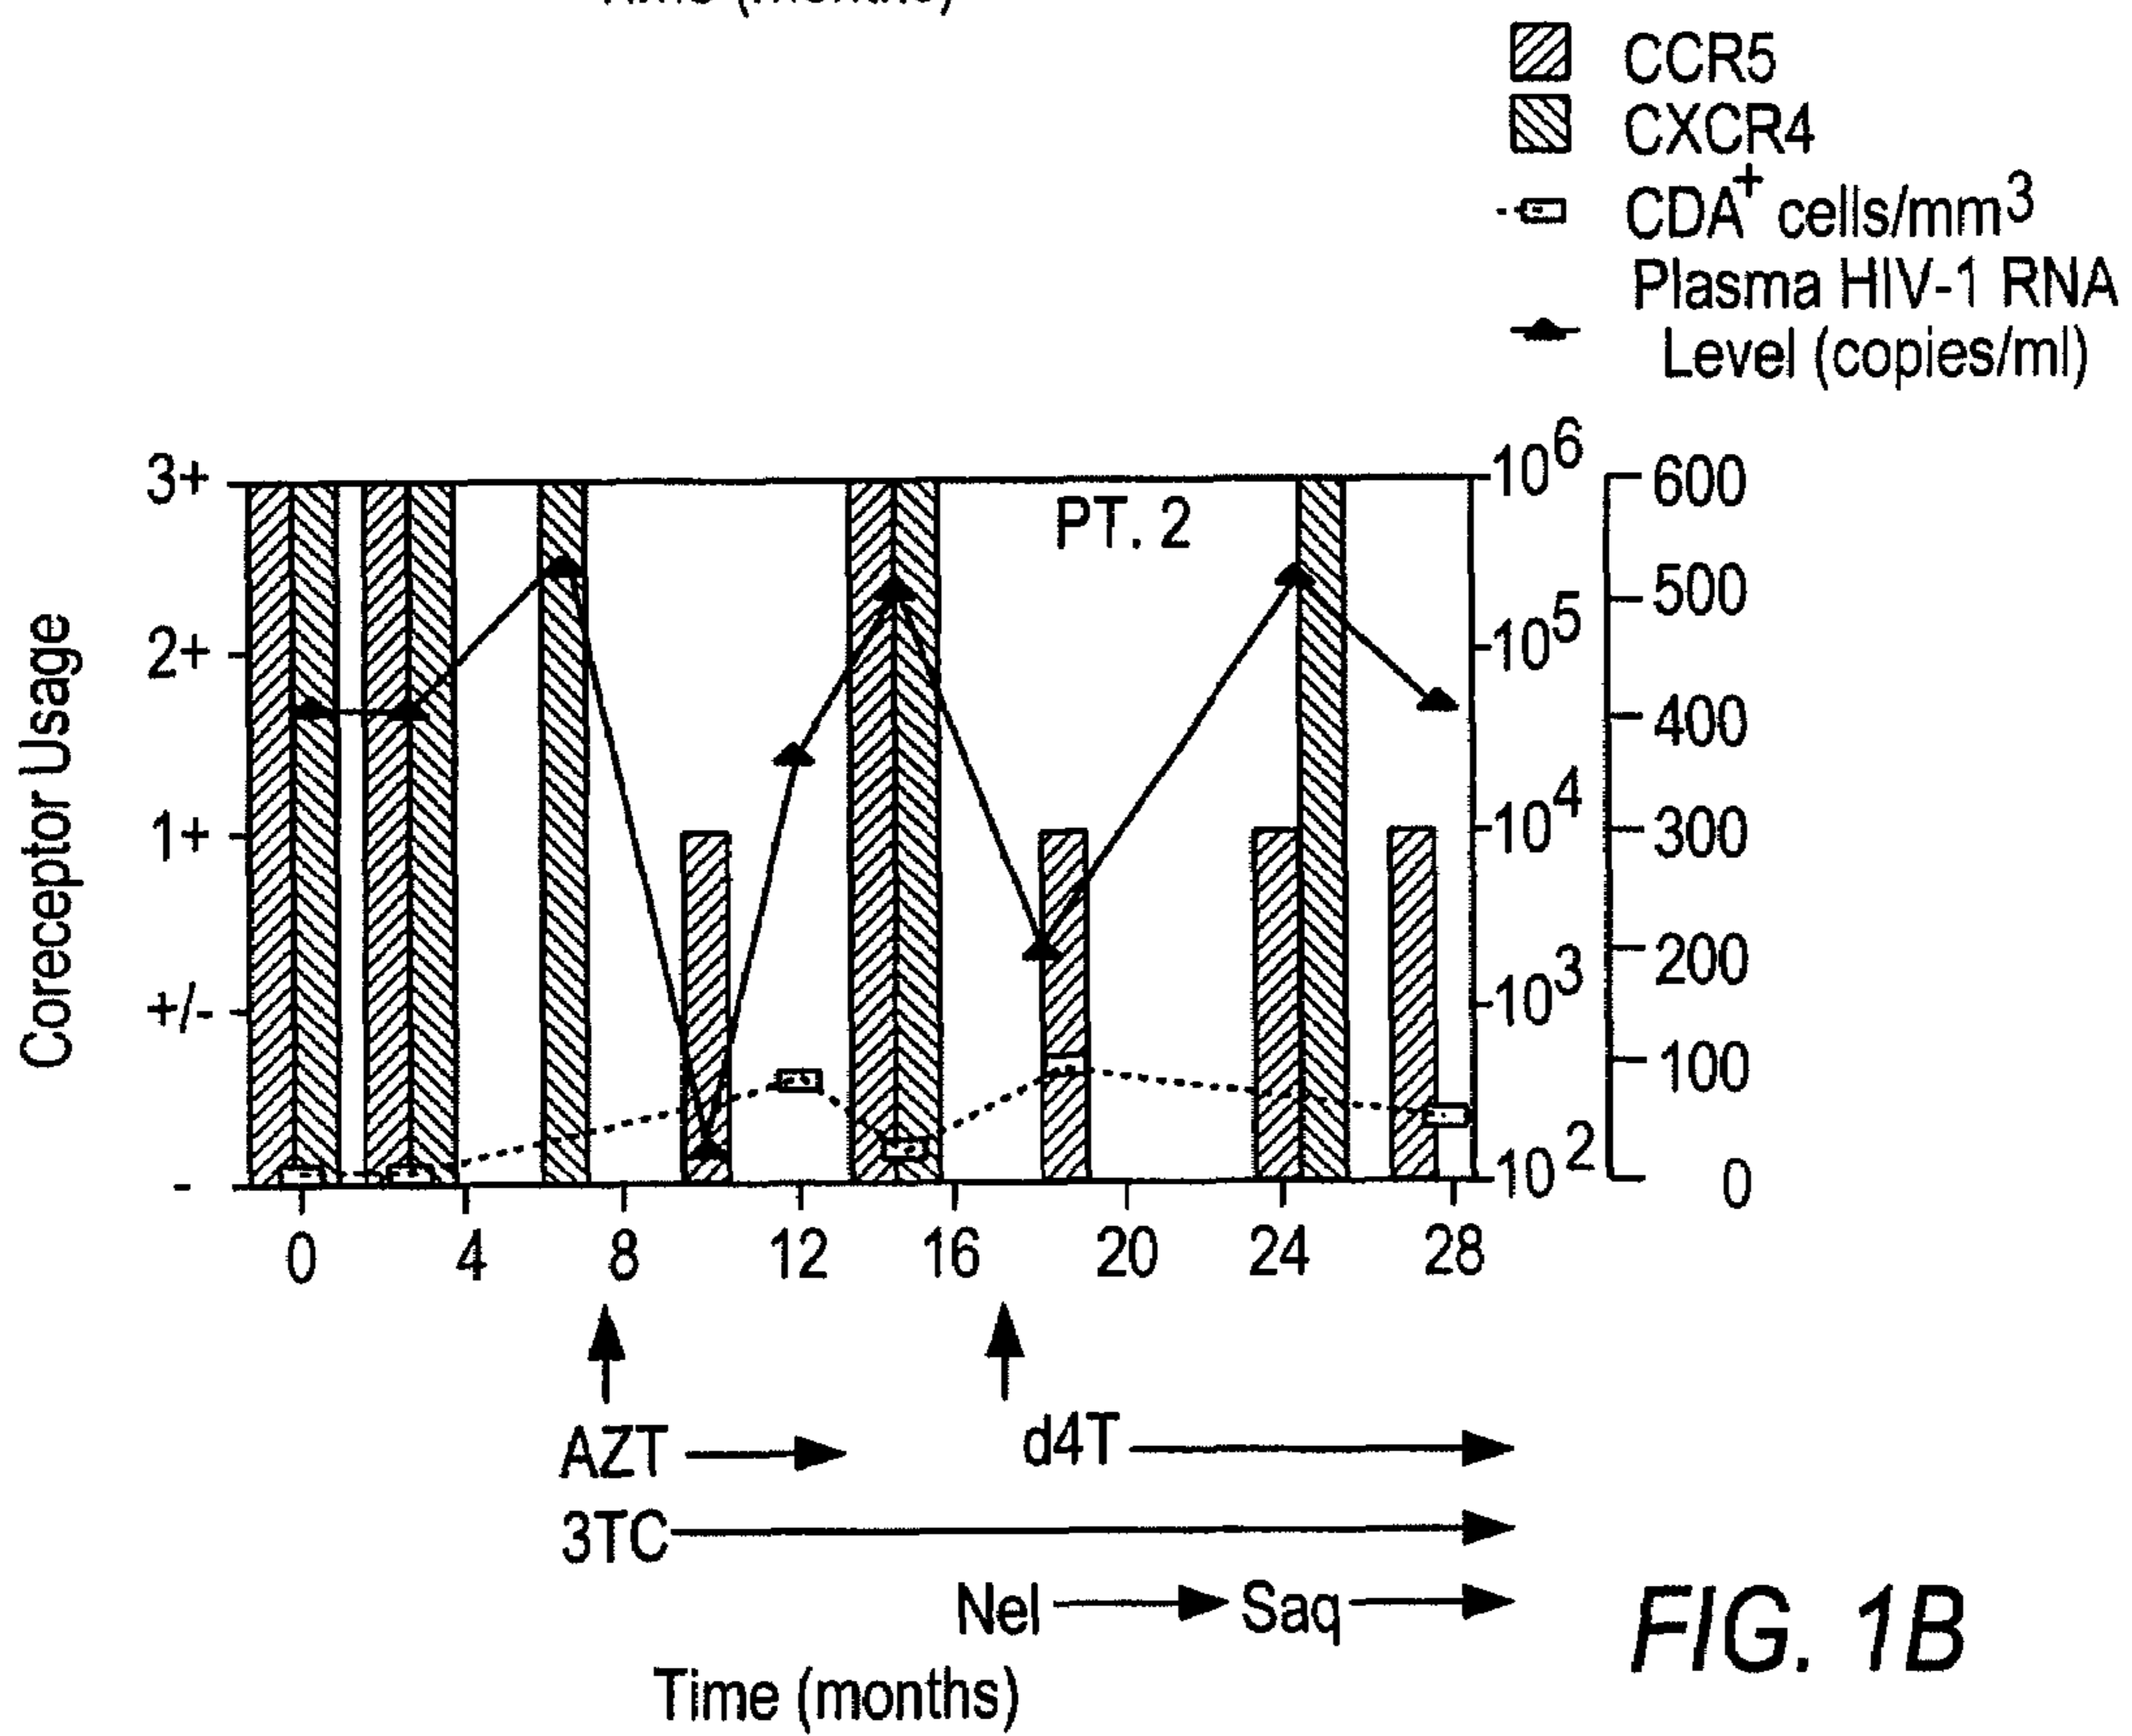 CCR5
CXCR4
CDA+ cells/mm3
Plasma HIV-1 RNA
Level (copies/ml)
Coreceptor Usage
3+
2+
1+
+/-
-
PT. 2
10^6
10^5
10^4
10^3
10^2
600
500
400
300
200
100
0
0 4 8 12 16 20 24 28
AZT d4T
3TC
Nel Saq
Time (months)
FIG. 1B